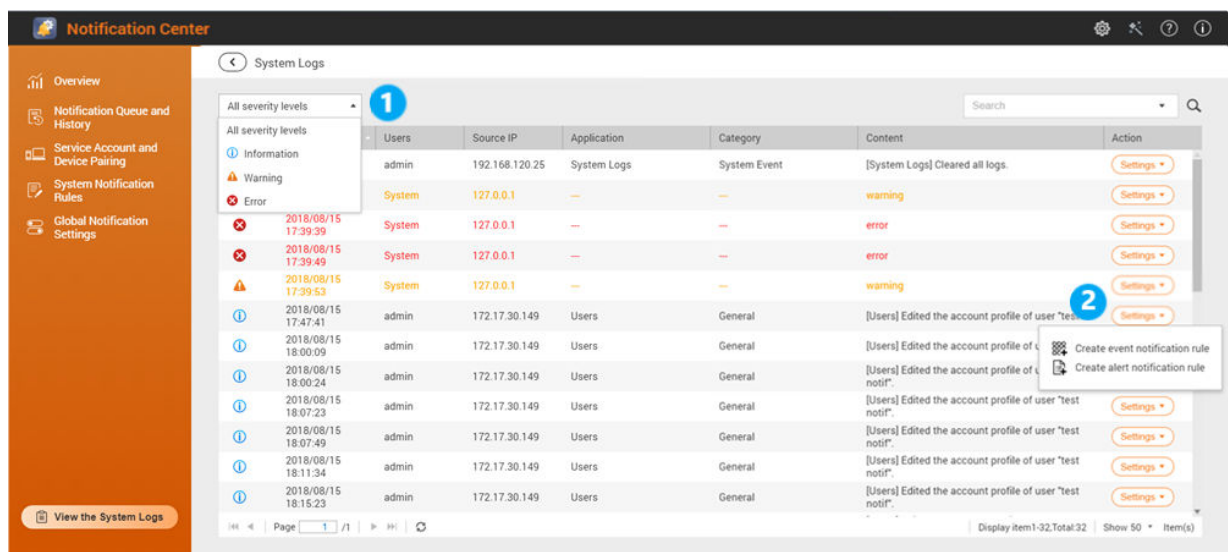 Notification Center
Overview
Notification Queue and
History
Service Account and
Device Pairing
System Notification
Rules
Global Notification
Settings
View the System Logs
System Logs
All severity levels
1
Search
All severity levels
Information
Warning
Error
Users Source IP Application Category Content Action
admin 192.168.120.25 System Logs System Event [System Logs] Cleared all logs. Settings
System 127.0.0.1 --- --- warning Settings
2018/08/15
17:39:39 System 127.0.0.1 --- --- error Settings
2018/08/15
17:39:49 System 127.0.0.1 --- --- error Settings
2018/08/15
17:39:53 System 127.0.0.1 --- --- warning Settings
2
2018/08/15
17:47:41 admin 172.17.30.149 Users General [Users] Edited the account profile of user "test Settings
Create event notification rule
Create alert notification rule
2018/08/15
18:00:09 admin 172.17.30.149 Users General [Users] Edited the account profile of
2018/08/15
18:00:24 admin 172.17.30.149 Users General [Users] Edited the account profile of
notif".
2018/08/15
18:07:23 admin 172.17.30.149 Users General [Users] Edited the account profile of user "test
notif". Settings
2018/08/15
18:07:49 admin 172.17.30.149 Users General [Users] Edited the account profile of user "test
notif". Settings
2018/08/15
18:11:34 admin 172.17.30.149 Users General [Users] Edited the account profile of user "test
notif". Settings
2018/08/15
18:15:23 admin 172.17.30.149 Users General [Users] Edited the account profile of user "test
notif". Settings
Page 1 /1
Display item1-32,Total:32 Show 50 Item(s)